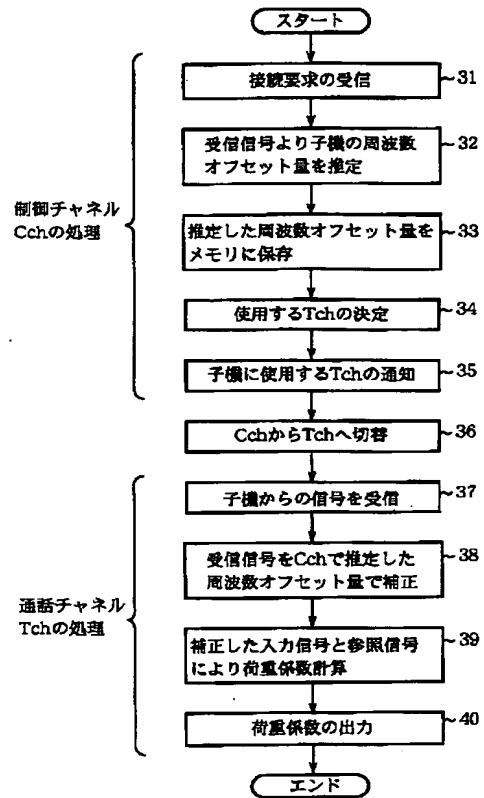 スタート
接続要求の受信
31
受信信号より子機の周波数
オフセット量を推定
32
推定した周波数オフセット量を
メモリに保存
33
制御チャネル
Cchの処理
使用するTchの決定
34
子機に使用するTchの通知
35
CchからTchへ切替
36
子機からの信号を受信
37
受信信号をCchで推定した
周波数オフセット量で補正
38
通話チャネル
Tchの処理
補正した入力信号と参照信号
により荷重係数計算
39
荷重係数の出力
40
エンド